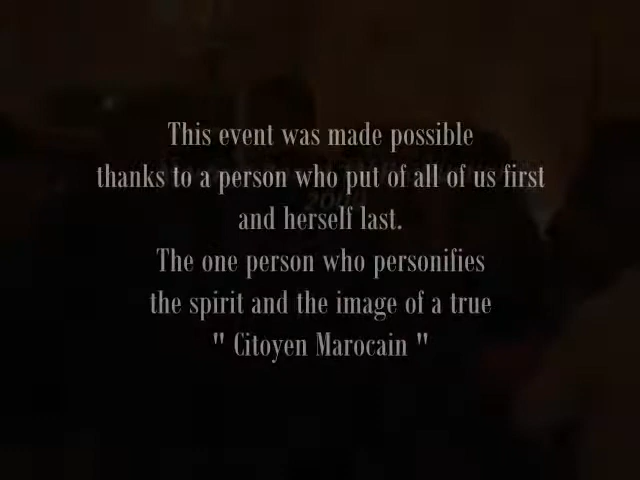 This event was made possible
thanks to a person who put of all of us first
and herself last.
The one person who personifies
the spirit and the image of a true
" Citoyen Marocain "